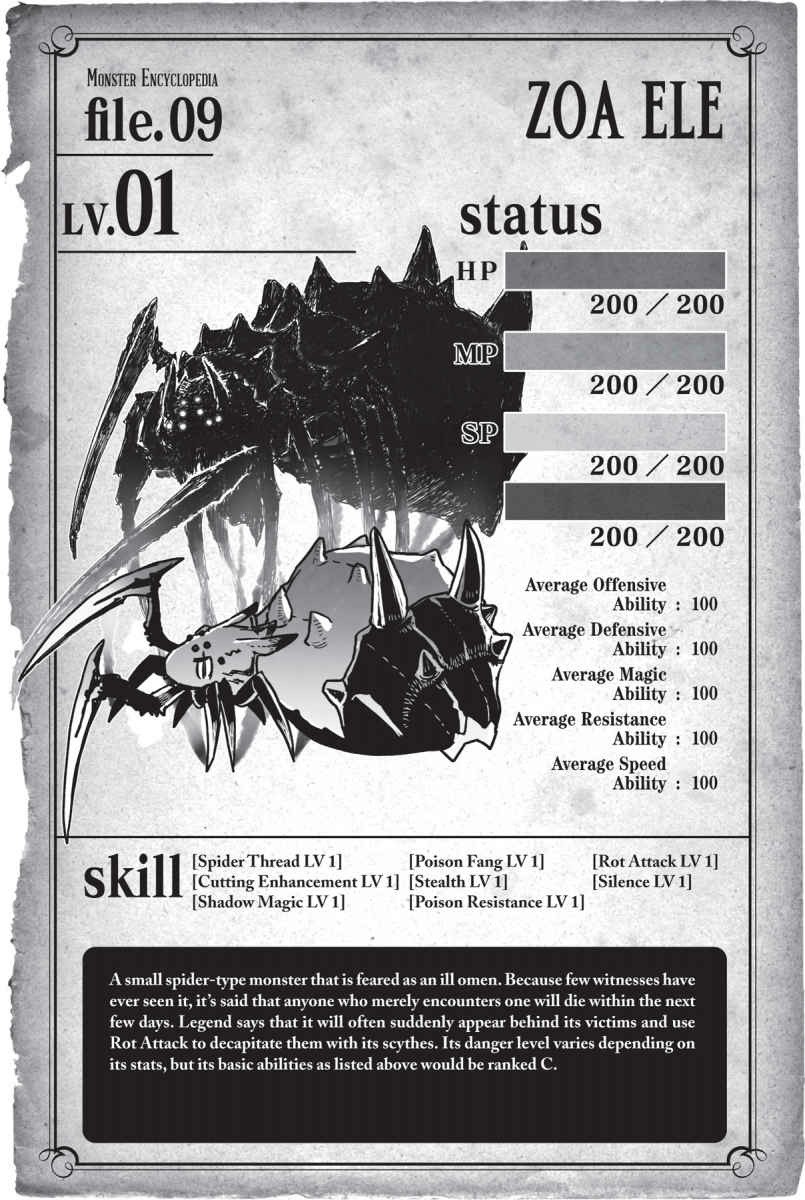 MONSTER ENCYCLOPEDIA
file.09
ZOA ELE
LV.01
status
HP
200 / 200
MP
200 / 200
SP
200 / 200
200 / 200
Average Offensive
Ability : 100
Average Defensive
Ability : 100
Average Magic
Ability : 100
Average Resistance
Ability : 100
Average Speed
Ability : 100
skill
[Spider Thread LV 1] [Poison Fang LV 1] [Rot Attack LV 1]
[Cutting Enhancement LV 1] [Stealth LV 1] [Silence LV 1]
[Shadow Magic LV 1] [Poison Resistance LV 1]
A small spider-type monster that is feared as an ill omen. Because few witnesses have
ever seen it, it's said that anyone who merely encounters one will die within the next
few days. Legend says that it will often suddenly appear behind its victims and use
Rot Attack to decapitate them with its scythes. Its danger level varies depending on
its stats, but its basic abilities as listed above would be ranked C.